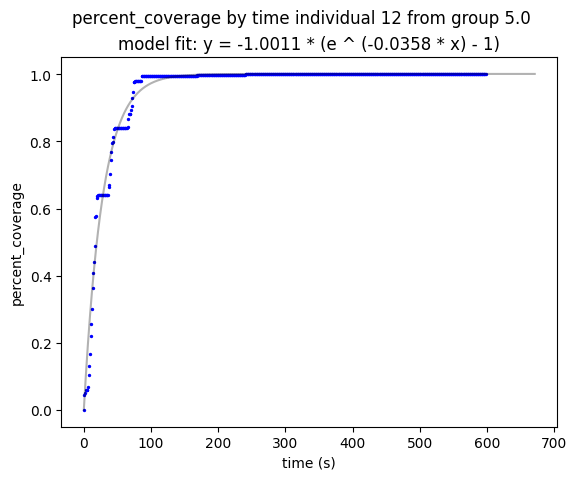 percent_coverage by time individual 12 from group 5.0
model fit: y = -1.0011 * (e ^ (-0.0358 * x) - 1)
1.0
0.8
0.6
0.4
0.2
0.0
percent_coverage
0 100 200 300 400 500 600 700
time (s)